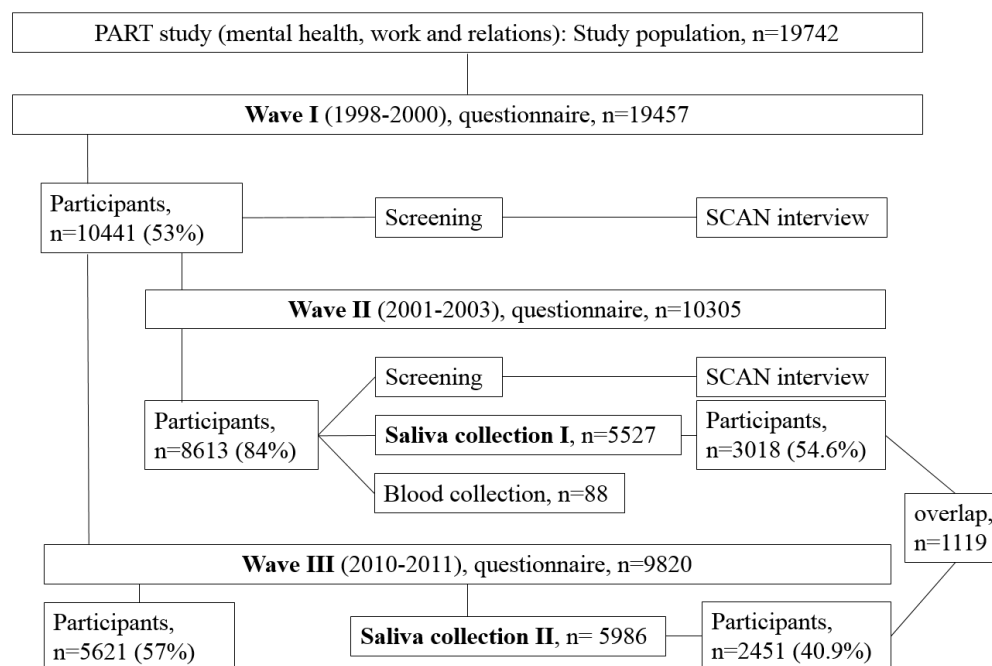 PART study (mental health, work and relations): Study population, n=19742
Wave I (1998-2000), questionnaire, n=19457
Participants,
n=10441 (53%)
Screening
SCAN interview
Wave II (2001-2003), questionnaire, n=10305
Screening
SCAN interview
Participants,
n=8613 (84%)
Saliva collection I, n=5527
Participants,
n=3018 (54.6%)
Blood collection, n=88
overlap,
n=1119
Wave III (2010-2011), questionnaire, n=9820
Participants,
n=5621 (57%)
Saliva collection II, n= 5986
Participants,
n=2451 (40.9%)